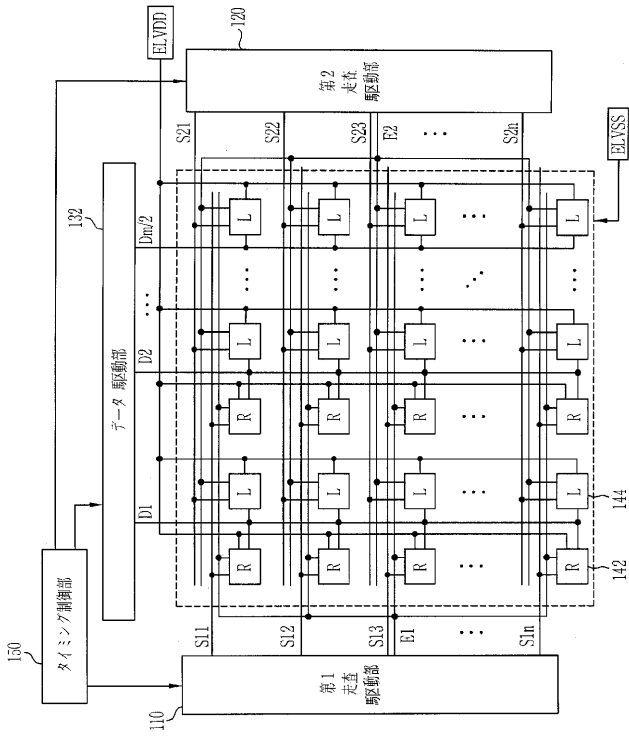 150
タイミング制御部
132
データ 駆動部
ELVDD
120
第2
走査
駆動部
D1
D2
...
Dm/2
S21
S22
S23
E2
...
S2n
ELVSS
110
第1
走査
駆動部
S11
S12
S13
E1
...
S1n
R L R L ... L
R L R L ... L
R L R L ... L
... ... ... ... ... ...
R L R L ... L
142
144